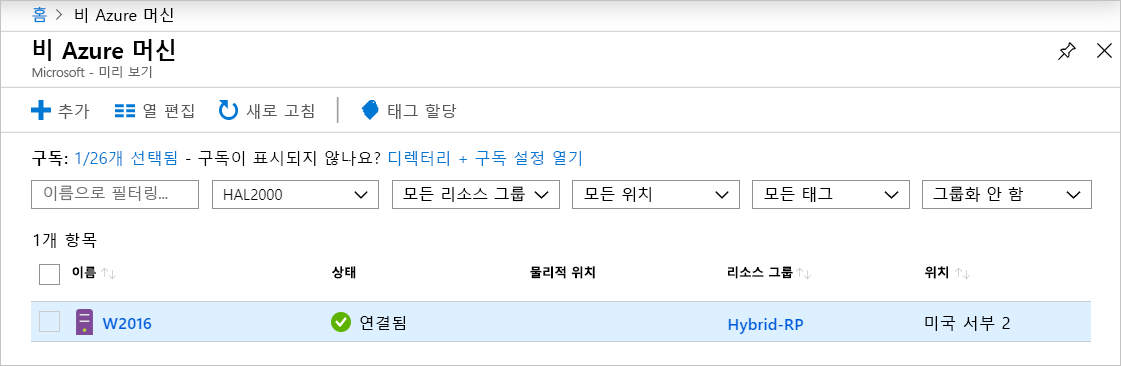 홈 > 비 Azure 머신
비 Azure 머신
Microsoft - 미리 보기
추가 열 편집 새로 고침 태그 할당
구독: 1/26개 선택됨 - 구독이 표시되지 않나요? 디렉터리 + 구독 설정 열기
이름으로 필터링... HAL2000 모든 리소스 그룹 모든 위치 모든 태그 그룹화 안 함
1개 항목
이름 ↑↓ 상태 물리적 위치 리소스 그룹 ↑↓ 위치 ↑↓
W2016 연결됨 Hybrid-RP 미국 서부 2